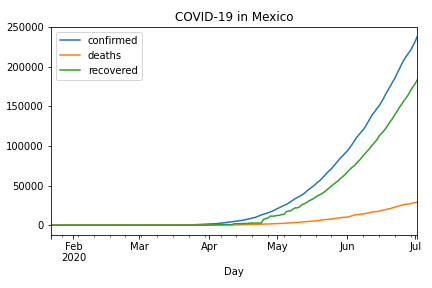 COVID-19 in Mexico
confirmed
deaths
recovered
250000
200000
150000
100000
50000
0
Feb Mar Apr May Jun Jul
2020
Day